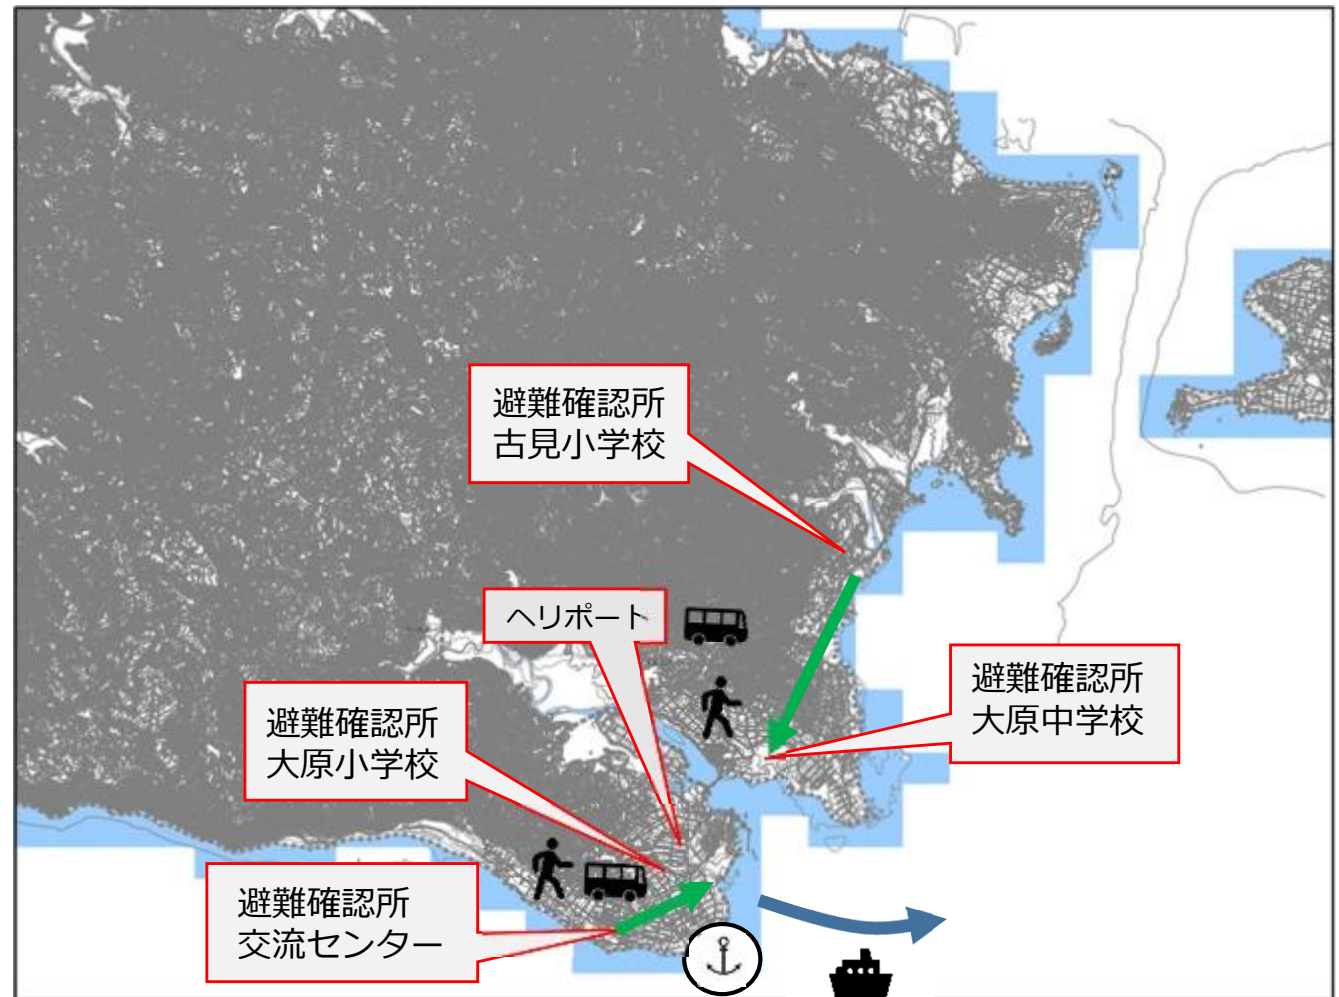 避難確認所
古見小学校
ヘリポート
避難確認所
大原中学校
避難確認所
大原小学校
避難確認所
交流センター